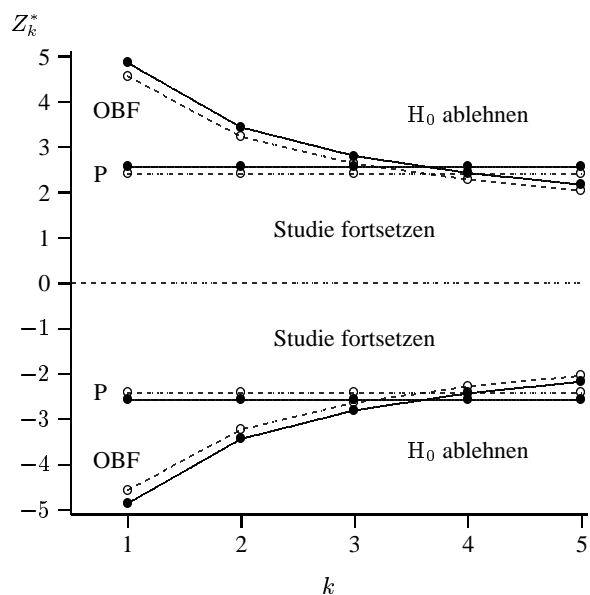 Z*k
5
OBF
4
H0 ablehnen
3
P
2
Studie fortsetzen
1
0
−1
Studie fortsetzen
−2
P
−3
OBF
H0 ablehnen
−4
−5
1 2 3 4 5
k